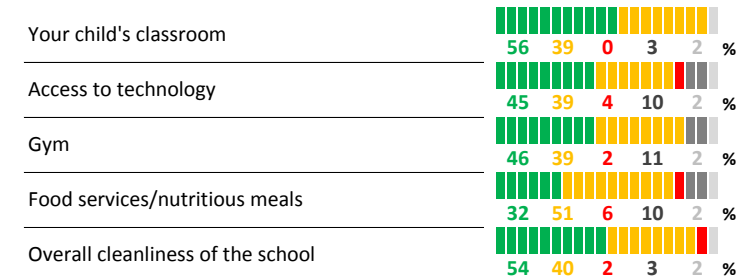 Your child's classroom
56 39 0 3 2 %
Access to technology
45 39 4 10 2 %
Gym
46 39 2 11 2 %
Food services/nutritious meals
32 51 6 10 2 %
Overall cleanliness of the school
54 40 2 3 2 %